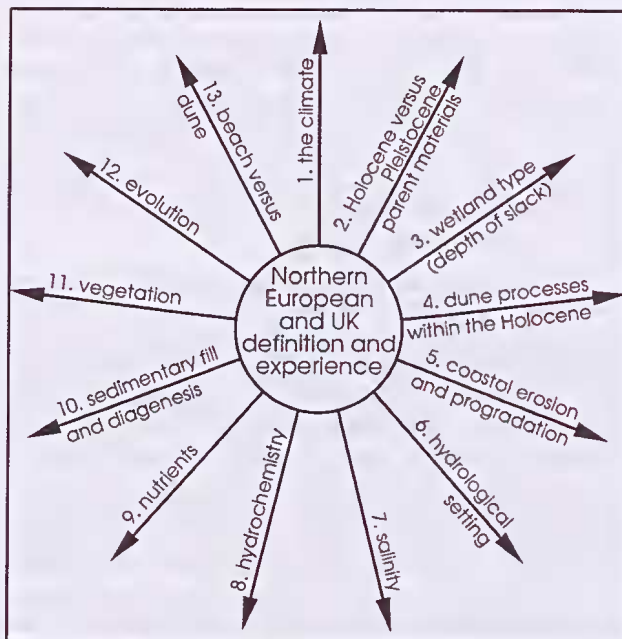 Northern
European
and UK
definition and
experience
1. the climate
2. Holocene versus
Pleistocene
parent materials
3. wetland type
(depth of slack)
4. dune processes
within the Holocene
5. coastal erosion
and progradation
6. hydrological
setting
7. salinity
8. hydrochemistry
9. nutrients
10. sedimentary fill
and diagenesis
11. vegetation
12. evolution
13. beach versus
dune